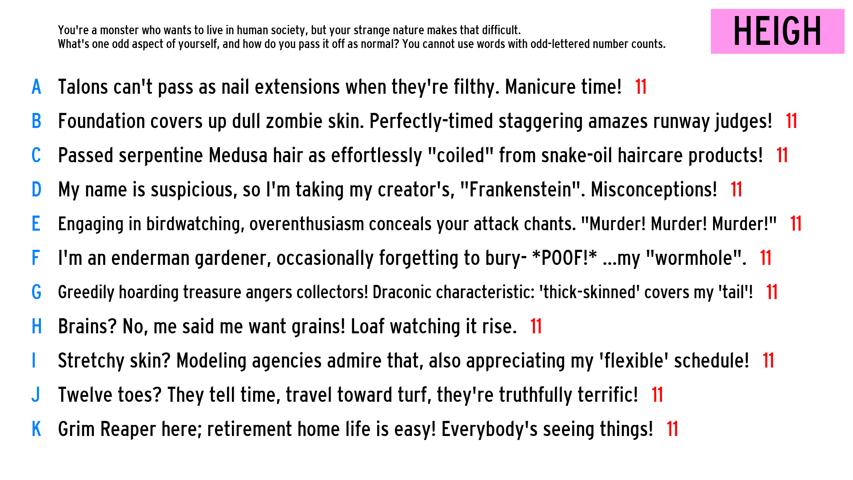 You're a monster who wants to live in human society, but your strange nature makes that difficult.
What's one odd aspect of yourself, and how do you pass it off as normal? You cannot use words with odd-lettered number counts.
HEIGH
A Talons can't pass as nail extensions when they're filthy. Manicure time! 11
B Foundation covers up dull zombie skin. Perfectly-timed staggering amazes runway judges! 11
C Passed serpentine Medusa hair as effortlessly "coiled" from snake-oil haircare products! 11
D My name is suspicious, so I'm taking my creator's, "Frankenstein". Misconceptions! 11
E Engaging in birdwatching, overenthusiasm conceals your attack chants. "Murder! Murder! Murder!" 11
F I'm an enderman gardener, occasionally forgetting to bury- *POOF!* ...my "wormhole". 11
G Greedily hoarding treasure angers collectors! Draconic characteristic: 'thick-skinned' covers my 'tail'! 11
H Brains? No, me said me want grains! Loaf watching it rise. 11
I Stretchy skin? Modeling agencies admire that, also appreciating my 'flexible' schedule! 11
J Twelve toes? They tell time, travel toward turf, they're truthfully terrific! 11
K Grim Reaper here; retirement home life is easy! Everybody's seeing things! 11